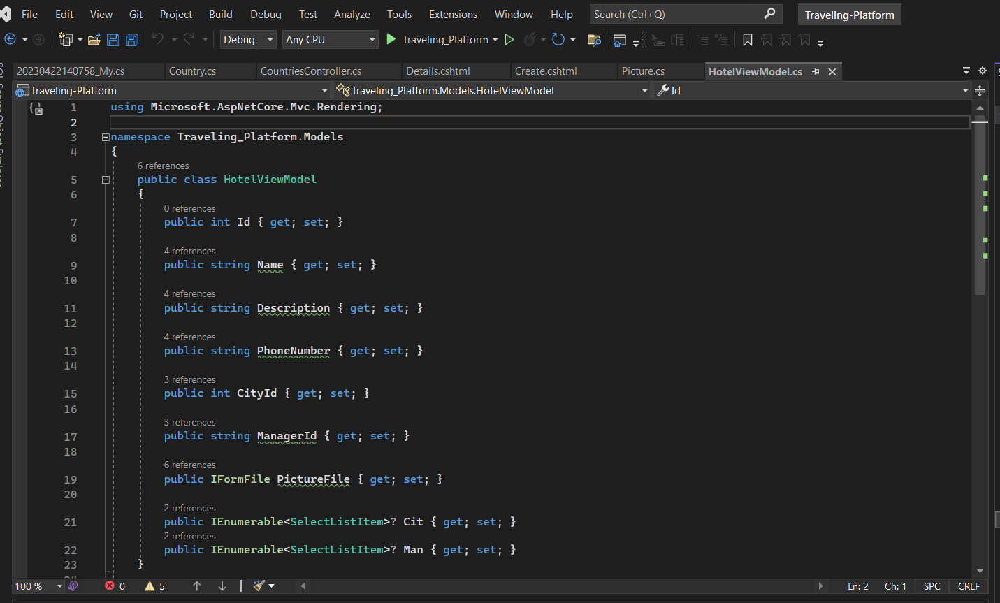 File Edit View Git Project Build Debug Test Analyze Tools Extensions Window Help Search (Ctrl+Q) Traveling-Platform
Debug Any CPU Traveling_Platform
20230422140758_My.cs Country.cs CountriesController.cs Details.cshtml Create.cshtml Picture.cs HotelViewModel.cs
Traveling-Platform Traveling_Platform.Models.HotelViewModel Id
1 using Microsoft.AspNetCore.Mvc.Rendering;
2
3 namespace Traveling_Platform.Models
4 {
6 references
5 public class HotelViewModel
6 {
0 references
7 public int Id { get; set; }
8
4 references
9 public string Name { get; set; }
10
4 references
11 public string Description { get; set; }
12
4 references
13 public string PhoneNumber { get; set; }
14
3 references
15 public int CityId { get; set; }
16
3 references
17 public string ManagerId { get; set; }
18
6 references
19 public IFormFile PictureFile { get; set; }
20
2 references
21 public IEnumerable<SelectListItem>? Cit { get; set; }
2 references
22 public IEnumerable<SelectListItem>? Man { get; set; }
23 }
100 % 0 5 Ln: 2 Ch: 1 SPC CRLF